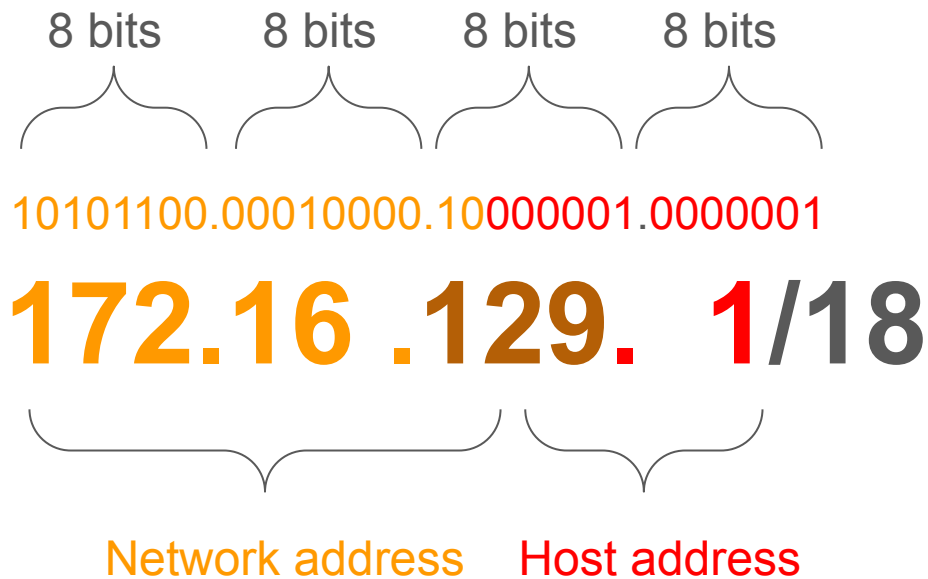 8 bits 8 bits 8 bits 8 bits
10101100.00010000.10000001.0000001
172.16 .129. 1/18
Network address Host address